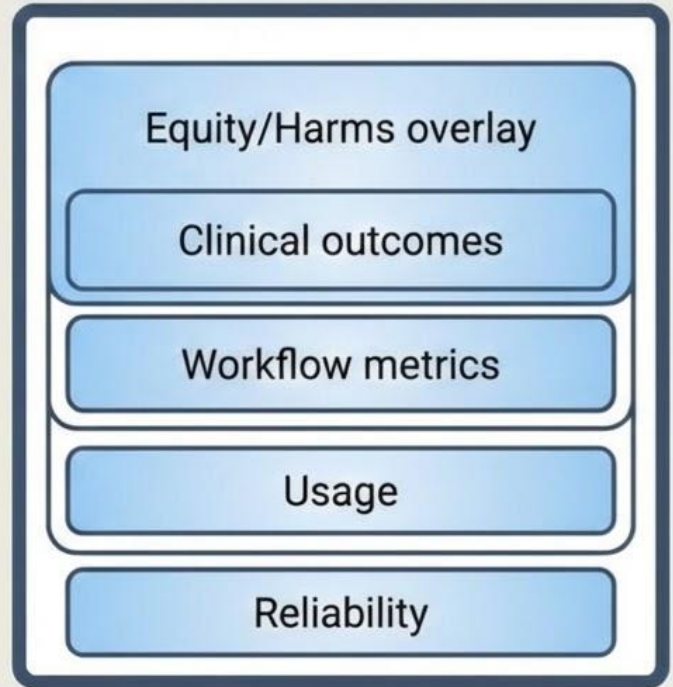 Equity/Harms overlay
Clinical outcomes
Workflow metrics
Usage
Reliability